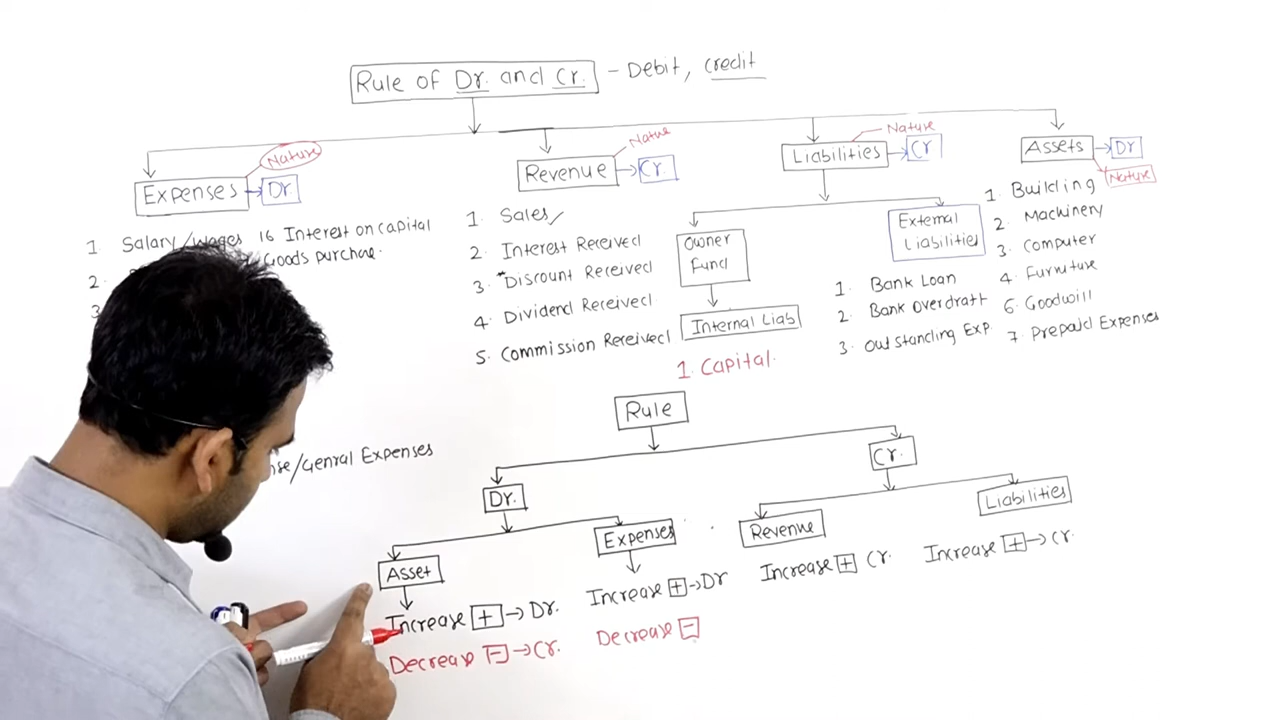 Rule of Dr. and Cr. - Debit, credit
Nature
Expenses → Dr
1 Salary/wages 16 Interest on capital
Goods purchase.
2.
3
nse/Genral Expenses
Natue
Revenue → Cr.
1. Sales
2. Interest Received
3. Discount Received
4. Dividend Received
5. Commission Received
Nature
Liabilities → Cr
Owner Fund
Internal Liab
1. Capital.
External Liabilities
1. Bank Loan
2. Bank Overdraft
3. Outstanding Exp.
Assets → Dr
Nature
1. Building
2. Machinery
3. Computer
4. Furniture
6. Goodwill
7. Prepaid Expenses
Rule
Dr.
Cr.
Asset
Increase + → Dr.
Decrease - → Cr.
Expenses
Increase + → Dr
Decrease -
Revenue
Increase + Cr.
Liabilities
Increase + → Cr.